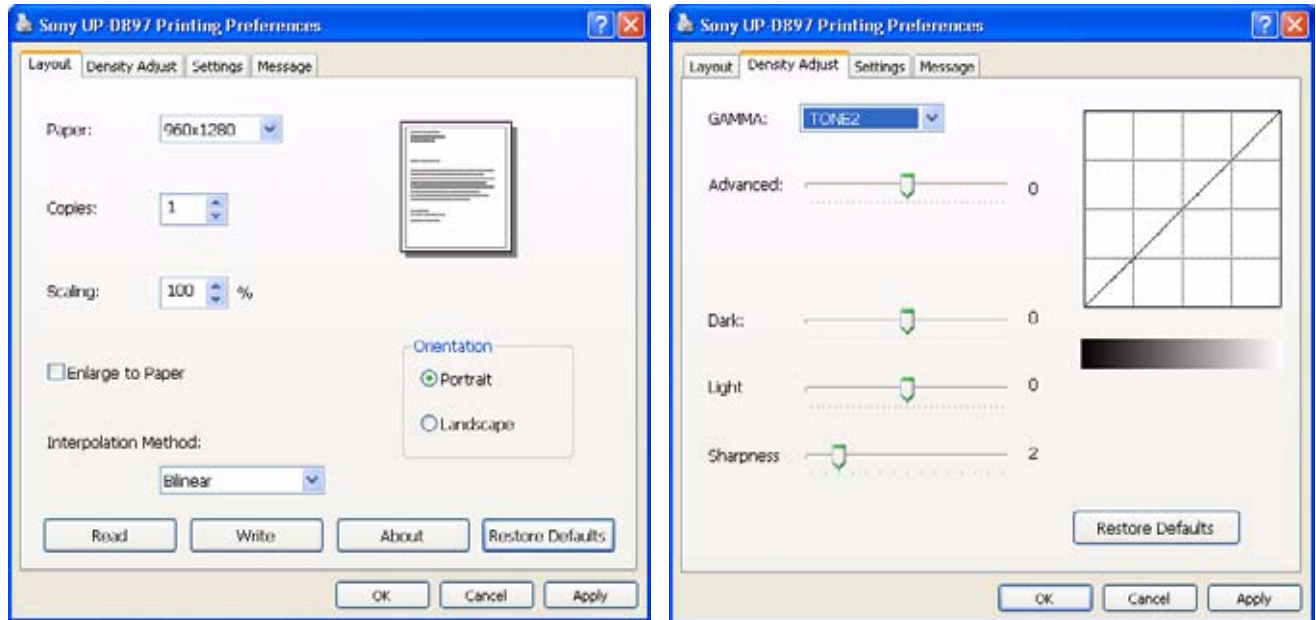 Sony UP-D897 Printing Preferences
Layout Density Adjust Settings Message
Paper: 960x1280
Copies: 1
Scaling: 100 %
Enlarge to Paper
Orientation
Portrait
Landscape
Interpolation Method:
Bilinear
Read Write About Restore Defaults
OK Cancel Apply
Sony UP-D897 Printing Preferences
Layout Density Adjust Settings Message
GAMMA: TONE2
Advanced: 0
Dark: 0
Light 0
Sharpness 2
Restore Defaults
OK Cancel Apply